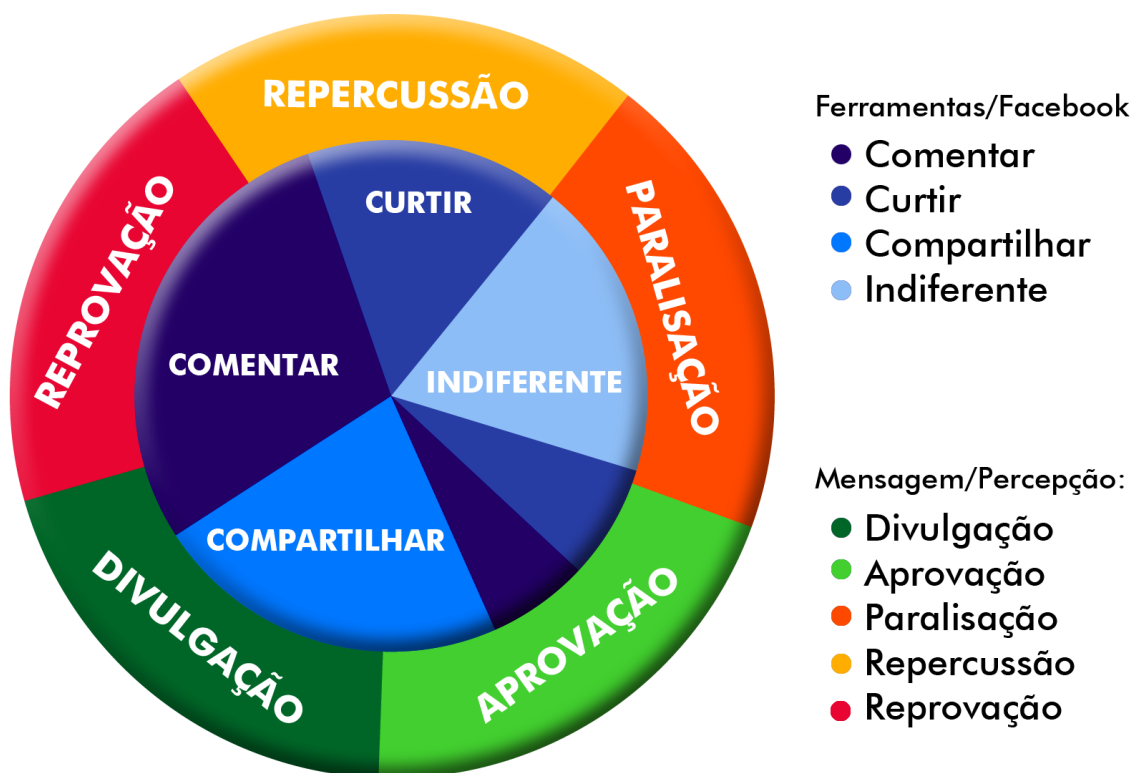 REPERCUSSÃO
PARALISAÇÃO
APROVAÇÃO
DIVULGAÇÃO
REPROVAÇÃO
CURTIR
INDIFERENTE
COMENTAR
COMPARTILHAR
Ferramentas/Facebook
Comentar
Curtir
Compartilhar
Indiferente
Mensagem/Percepção:
Divulgação
Aprovação
Paralisação
Repercussão
Reprovação